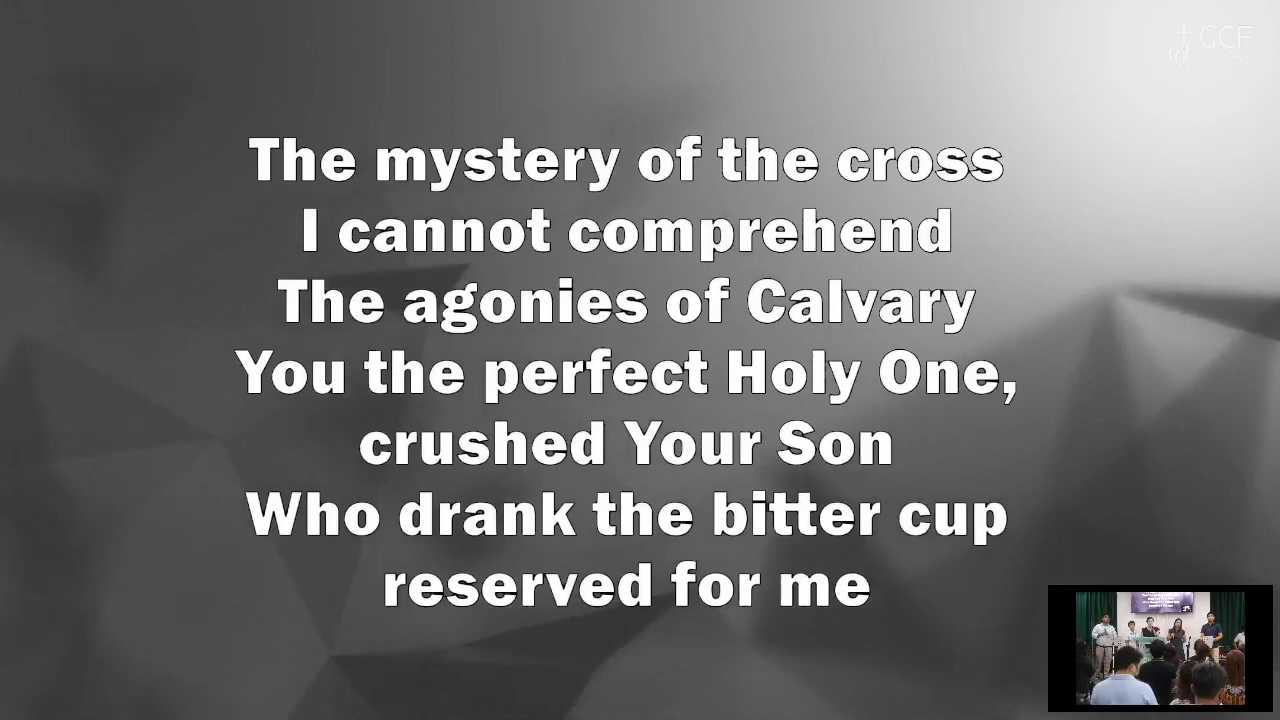 GCF
The mystery of the cross
I cannot comprehend
The agonies of Calvary
You the perfect Holy One,
crushed Your Son
Who drank the bitter cup
reserved for me